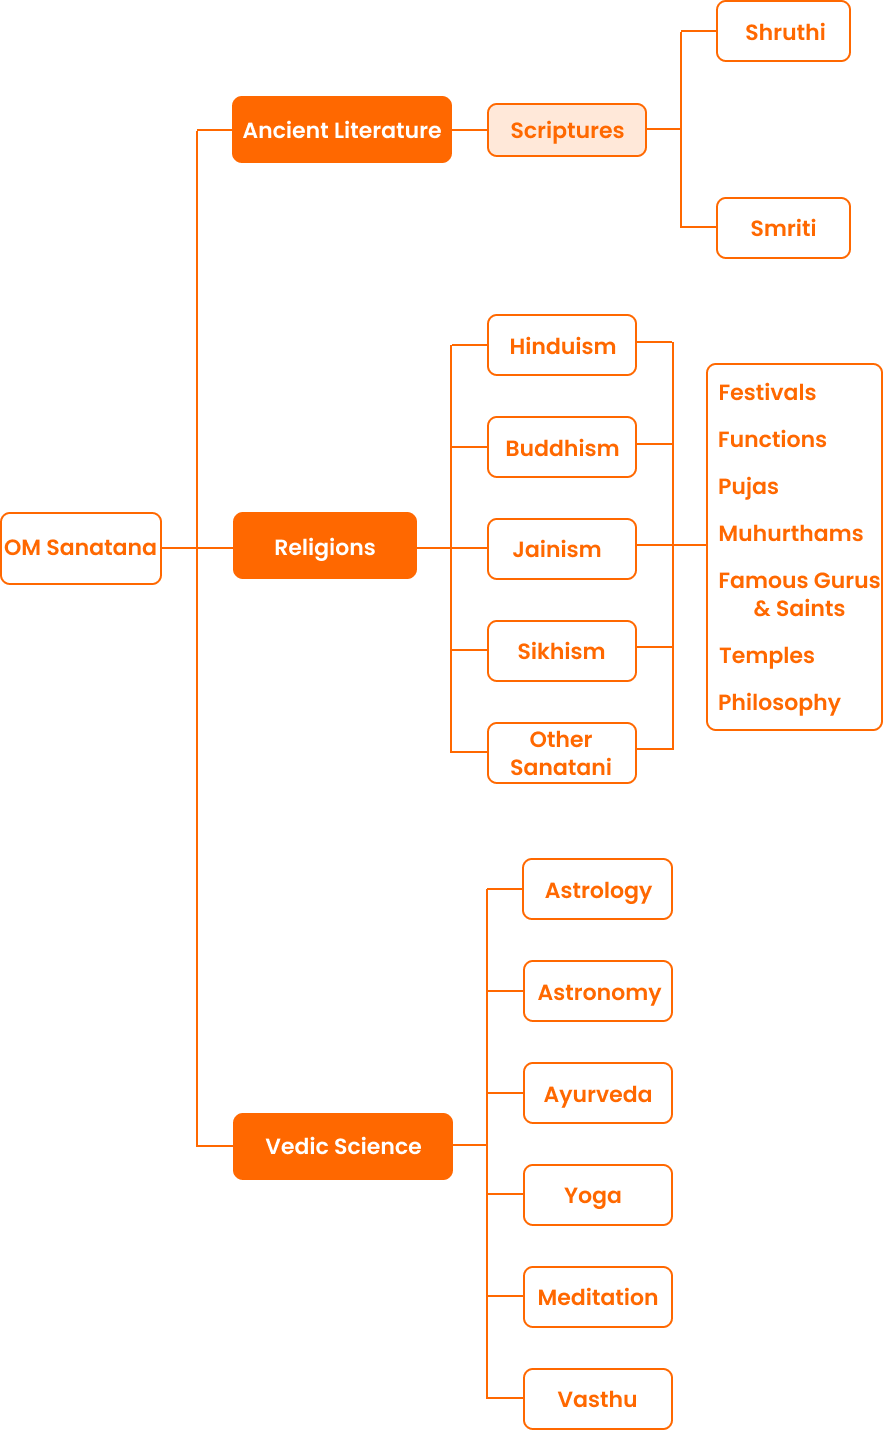 Shruthi
Ancient Literature
Scriptures
Smriti
Hinduism
Buddhism
OM Sanatana
Religions
Jainism
Sikhism
Other
Sanatani
Festivals
Functions
Pujas
Muhurthams
Famous Gurus
& Saints
Temples
Philosophy
Vedic Science
Astrology
Astronomy
Ayurveda
Yoga
Meditation
Vasthu